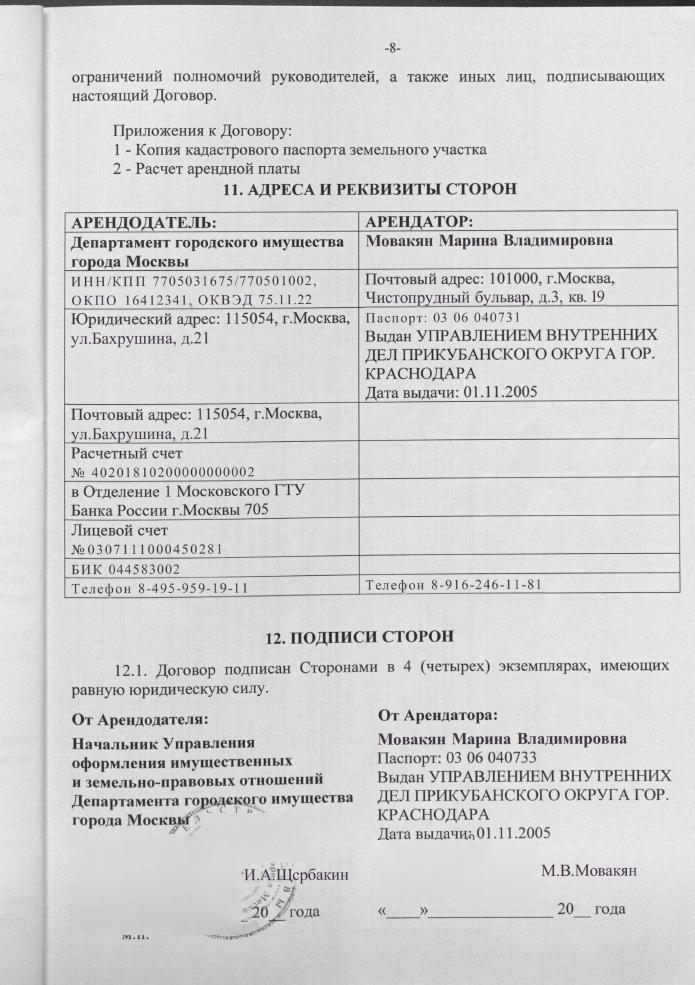 -8-
ограничений полномочий руководителей, а также иных лиц, подписывающих
настоящий Договор.
Приложения к Договору:
1 - Копия кадастрового паспорта земельного участка
2 - Расчет арендной платы
11. АДРЕСА И РЕКВИЗИТЫ СТОРОН
АРЕНДОДАТЕЛЬ:
АРЕНДАТОР:
Департамент городского имущества
города Москвы
Мовакян Марина Владимировна
ИНН/КПП 7705031675/770501002,
ОКПО 16412341, ОКВЭД 75.11.22
Почтовый адрес: 101000, г.Москва,
Чистопрудный бульвар, д.3, кв. 19
Юридический адрес: 115054, г.Москва,
ул.Бахрушина, д.21
Паспорт: 03 06 040731
Выдан УПРАВЛЕНИЕМ ВНУТРЕННИХ
ДЕЛ ПРИКУБАНСКОГО ОКРУГА ГОР.
КРАСНОДАРА
Дата выдачи: 01.11.2005
Почтовый адрес: 115054, г.Москва,
ул.Бахрушина, д.21
Расчетный счет
№ 40201810200000000002
в Отделение 1 Московского ГТУ
Банка России г.Москвы 705
Лицевой счет
№0307111000450281
БИК 044583002
Телефон 8-495-959-19-11
Телефон 8-916-246-11-81
12. ПОДПИСИ СТОРОН
12.1. Договор подписан Сторонами в 4 (четырех) экземплярах, имеющих
равную юридическую силу.
От Арендодателя:
Начальник Управления
оформления имущественных
и земельно-правовых отношений
Департамента городского имущества
города Москвы
И.А.Щербакин
20__ года
М.П.
От Арендатора:
Мовакян Марина Владимировна
Паспорт: 03 06 040733
Выдан УПРАВЛЕНИЕМ ВНУТРЕННИХ
ДЕЛ ПРИКУБАНСКОГО ОКРУГА ГОР.
КРАСНОДАРА
Дата выдачи: 01.11.2005
М.В.Мовакян
«____»________________ 20__ года